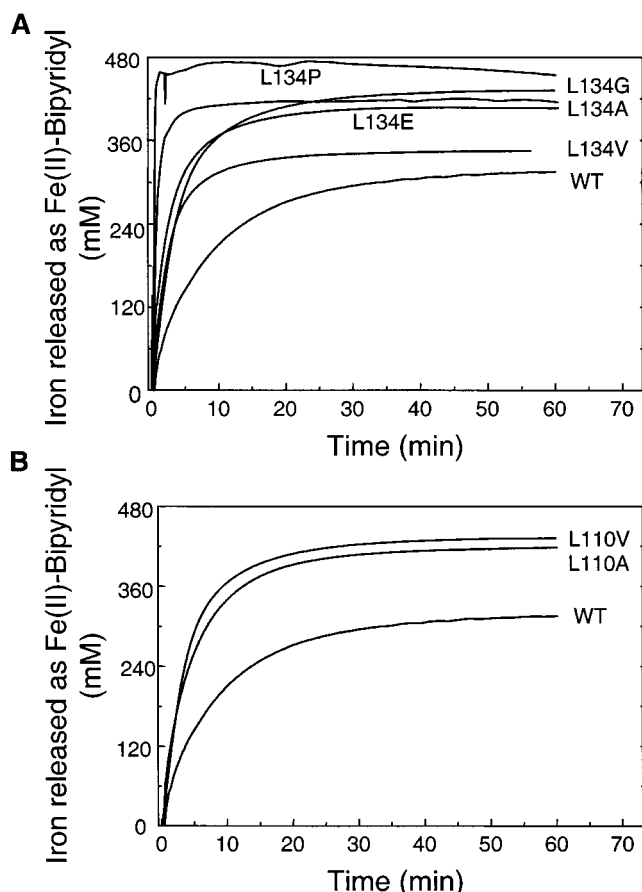 A
Iron released as Fe(II)-Bipyridyl
(mM)
480
360
240
120
0
L134P
L134G
L134A
L134E
L134V
WT
0 10 20 30 40 50 60 70
Time (min)
B
Iron released as Fe(II)-Bipyridyl
(mM)
480
360
240
120
0
L110V
L110A
WT
0 10 20 30 40 50 60 70
Time (min)